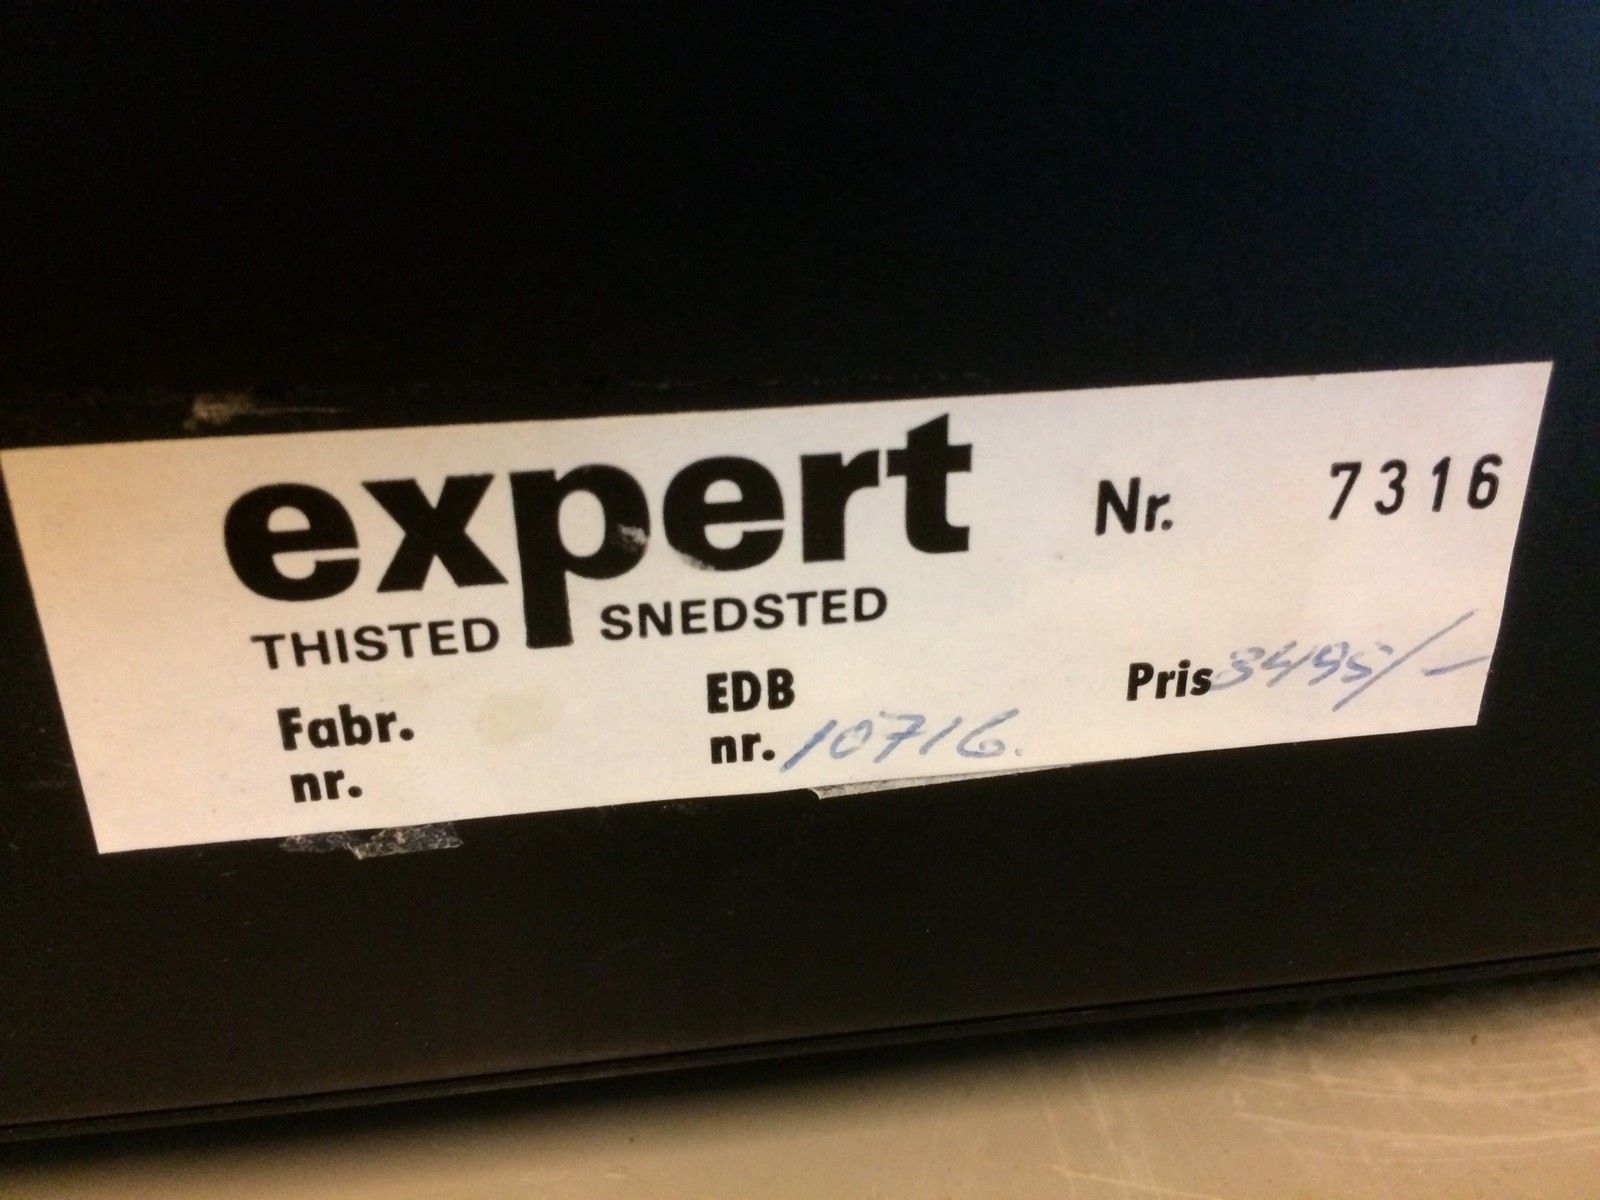 expert Nr. 7316
THISTED SNEDSTED
Fabr. nr.
EDB nr. 10716.
Pris 3495/-